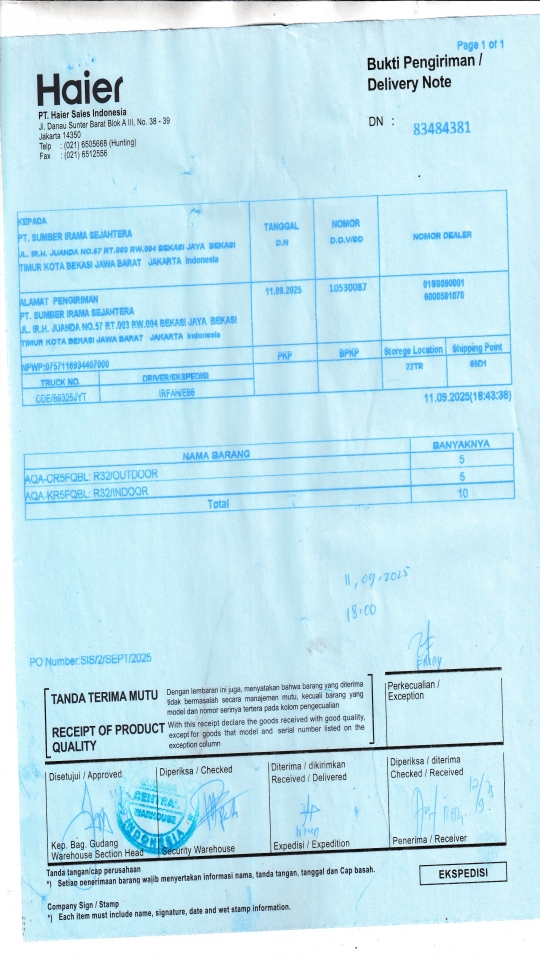 Page 1 of 1
Haier
Bukti Pengiriman /
Delivery Note
PT. Haier Sales Indonesia
Jl. Danau Sunter Barat Blok A III, No. 38 - 39
Jakarta 14350
Telp : (021) 6505668 (Hunting)
Fax : (021) 6512556
DN : 83484381
KEPADA
PT. SUMBER IRAMA SEJAHTERA
JL. IR.H. JUANDA NO.57 RT.003 RW.004 BEKASI JAYA BEKASI
TIMUR KOTA BEKASI JAWA BARAT JAKARTA Indonesia
TANGGAL
D.N
NOMOR
D.O.V/SO
NOMOR DEALER
ALAMAT PENGIRIMAN
PT. SUMBER IRAMA SEJAHTERA
JL. IR.H. JUANDA NO.57 RT.003 RW.004 BEKASI JAYA BEKASI
TIMUR KOTA BEKASI JAWA BARAT JAKARTA Indonesia
11.09.2025
10530087
NPWP:0757116934407000
PKP
BPKP
Storege Location
Shipping Point
22TR
65D1
TRUCK NO.
DRIVER/EKSPEDISI
IRFAN/E88
11.09.2025(18:43:38)
NAMA BARANG
BANYAKNYA
AQA-CR5FQBL: R32/OUTDOOR
5
AQA-KR5FQBL: R32/INDOOR
5
Total
10
11, 09.2025
18.00
PO Number:SIS/2/SEPT/2025
TANDA TERIMA MUTU
Dengan lembaran ini juga, menyatakan bahwa barang yang diterima
tidak bermasalah secara manajemen mutu, kecuali barang yang
model dan nomor serinya tertera pada kolom pengecualian
RECEIPT OF PRODUCT
QUALITY
With this receipt declare the goods received with good quality,
except for goods that model and serial number listed on the
exception column
Perkecualian /
Exception
Disetujui / Approved
Diperiksa / Checked
Diterima / dikirimkan
Received / Delivered
Diperiksa / diterima
Checked / Received
CENTRAL
WAREHOUSE
INDONESIA
Kep. Bag. Gudang
Warehouse Section Head
Security Warehouse
Expedisi / Expedition
Penerima / Receiver
Tanda tangan/cap perusahaan
*) Setiap penerimaan barang wajib menyertakan informasi nama, tanda tangan, tanggal dan Cap basah.
EKSPEDISI
Company Sign / Stamp
*) Each item must include name, signature, date and wet stamp information.